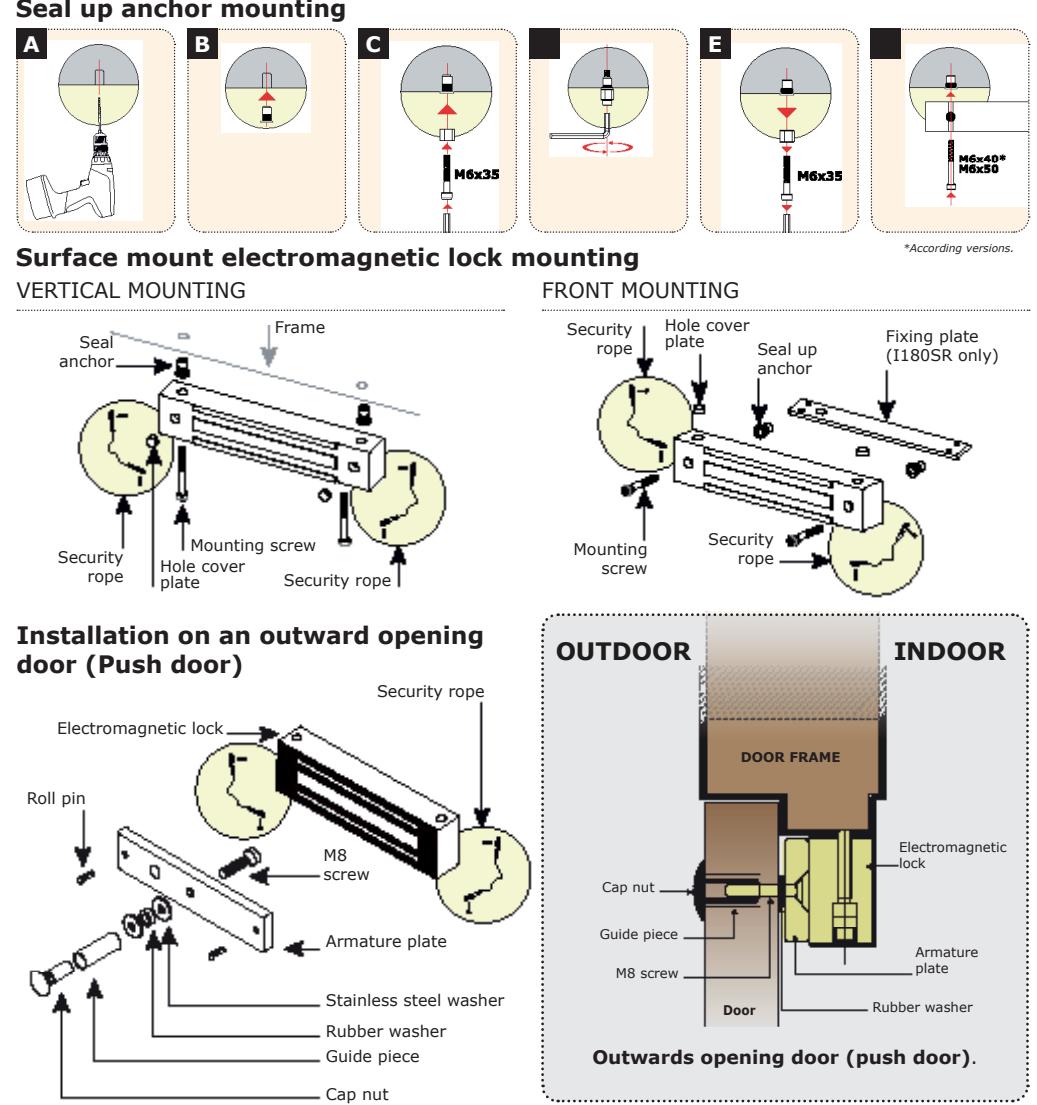 Seal up anchor mounting
A
B
C
E
M6x35
M6x35
M6x40*
M6x50
*According versions.
Surface mount electromagnetic lock mounting
VERTICAL MOUNTING
Frame
Seal
anchor
Security
rope
Mounting screw
Hole cover
plate
Security rope
FRONT MOUNTING
Security
rope
Hole cover
plate
Seal up
anchor
Fixing plate
(I180SR only)
Mounting
screw
Security
rope
Installation on an outward opening
door (Push door)
Security rope
Electromagnetic lock
Roll pin
M8
screw
Armature plate
Stainless steel washer
Rubber washer
Guide piece
Cap nut
OUTDOOR
INDOOR
DOOR FRAME
Electromagnetic
lock
Cap nut
Guide piece
M8 screw
Armature
plate
Rubber washer
Door
Outwards opening door (push door).